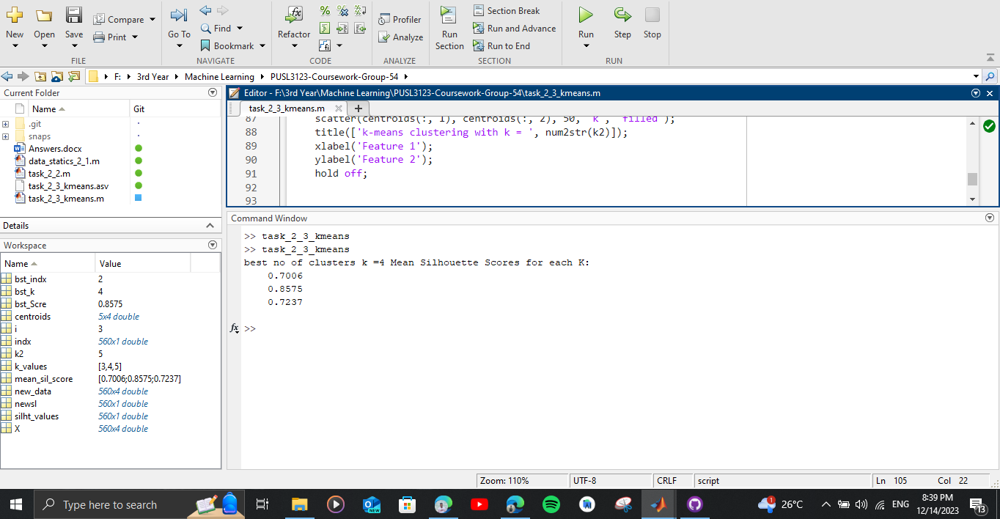 New
Open
Save
Compare
Print
FILE
Go To
Find
Bookmark
NAVIGATE
Refactor
fx
CODE
Profiler
Analyze
ANALYZE
Run
Section
Section Break
Run and Advance
Run to End
SECTION
Run
Step
Stop
RUN
F: 3rd Year Machine Learning PUSL3123-Coursework-Group-54
Current Folder
Name Git
.git
snaps
Answers.docx
data_statics_2_1.m
task_2_2.m
task_2_3_kmeans.asv
task_2_3_kmeans.m
Details
Workspace
Name Value
bst_indx 2
bst_k 4
bst_Scre 0.8575
centroids 5x4 double
i 3
indx 560x1 double
k2 5
k_values [3,4,5]
mean_sil_score [0.7006;0.8575;0.7237]
new_data 560x4 double
newsl 560x1 double
silht_values 560x1 double
X 560x4 double
Editor - F:\3rd Year\Machine Learning\PUSL3123-Coursework-Group-54\task_2_3_kmeans.m
task_2_3_kmeans.m
87 scatter(centroids(:, 1), centroids(:, 2), 50, 'k', 'filled');
88 title(['k-means clustering with k = ', num2str(k2)]);
89 xlabel('Feature 1');
90 ylabel('Feature 2');
91 hold off;
92
93
Command Window
>> task_2_3_kmeans
>> task_2_3_kmeans
best no of clusters k =4 Mean Silhouette Scores for each K:
0.7006
0.8575
0.7237
fx >>
Zoom: 110% UTF-8 CRLF script Ln 105 Col 22
Type here to search
NEW
1
26°C
ENG
8:39 PM
12/14/2023
13